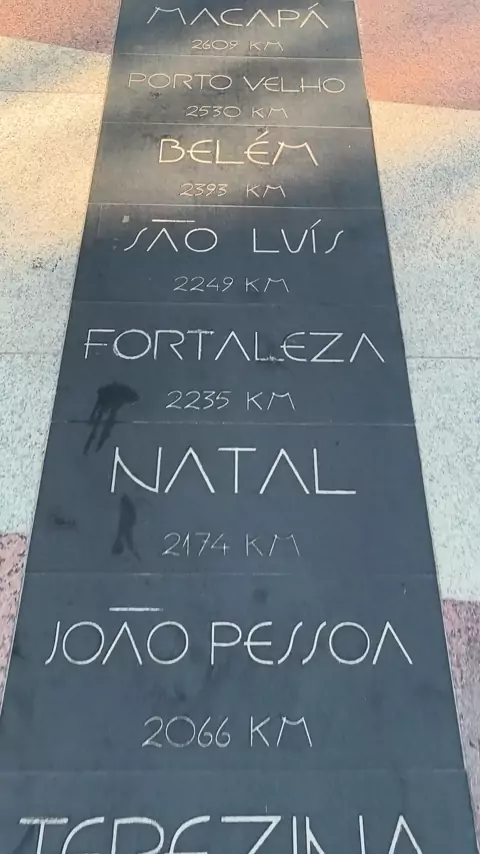 MACAPÁ
2609 KM
PORTO VELHO
2530 KM
BELÉM
2393 KM
SÃO LUÍS
2249 KM
FORTALEZA
2235 KM
NATAL
2174 KM
JOÃO PESSOA
2066 KM
TEREZINA